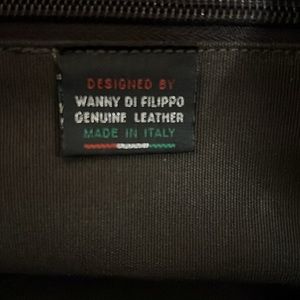 DESIGNED BY
WANNY DI FILIPPO
GENUINE LEATHER
MADE IN ITALY